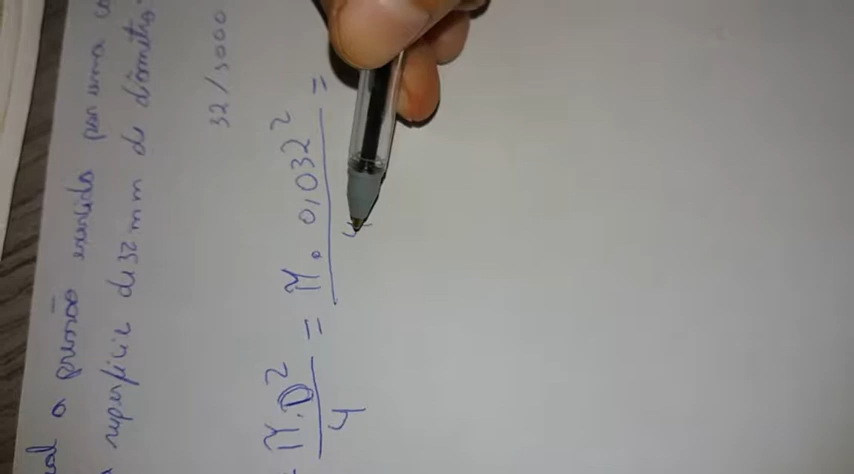 a pressão exercida por uma
superfície de 32 mm de diâmetro
32/1000
π.D²/4 = π.0,032²/4 =